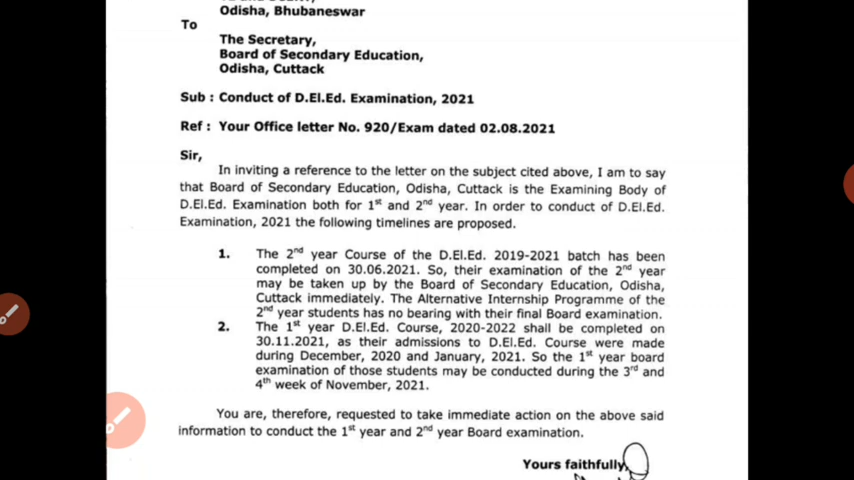 Odisha, Bhubaneswar
To
The Secretary,
Board of Secondary Education,
Odisha, Cuttack
Sub : Conduct of D.El.Ed. Examination, 2021
Ref : Your Office letter No. 920/Exam dated 02.08.2021
Sir,
In inviting a reference to the letter on the subject cited above, I am to say
that Board of Secondary Education, Odisha, Cuttack is the Examining Body of
D.El.Ed. Examination both for 1st and 2nd year. In order to conduct of D.El.Ed.
Examination, 2021 the following timelines are proposed.
1. The 2nd year Course of the D.El.Ed. 2019-2021 batch has been
completed on 30.06.2021. So, their examination of the 2nd year
may be taken up by the Board of Secondary Education, Odisha,
Cuttack immediately. The Alternative Internship Programme of the
2nd year students has no bearing with their final Board examination.
2. The 1st year D.El.Ed. Course, 2020-2022 shall be completed on
30.11.2021, as their admissions to D.El.Ed. Course were made
during December, 2020 and January, 2021. So the 1st year board
examination of those students may be conducted during the 3rd and
4th week of November, 2021.
You are, therefore, requested to take immediate action on the above said
information to conduct the 1st year and 2nd year Board examination.
Yours faithfully,